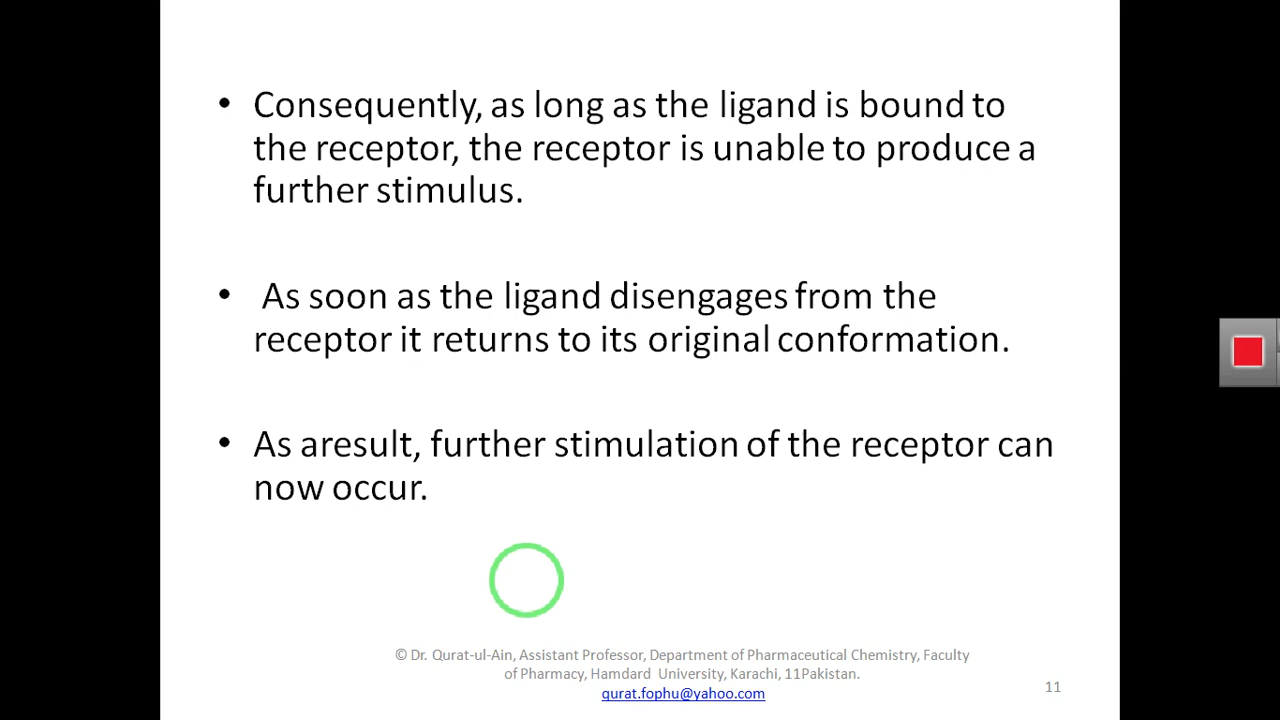 • Consequently, as long as the ligand is bound to
the receptor, the receptor is unable to produce a
further stimulus.
• As soon as the ligand disengages from the
receptor it returns to its original conformation.
• As aresult, further stimulation of the receptor can
now occur.
© Dr. Qurat-ul-Ain, Assistant Professor, Department of Pharmaceutical Chemistry, Faculty
of Pharmacy, Hamdard University, Karachi, 11Pakistan.
qurat.fophu@yahoo.com
11